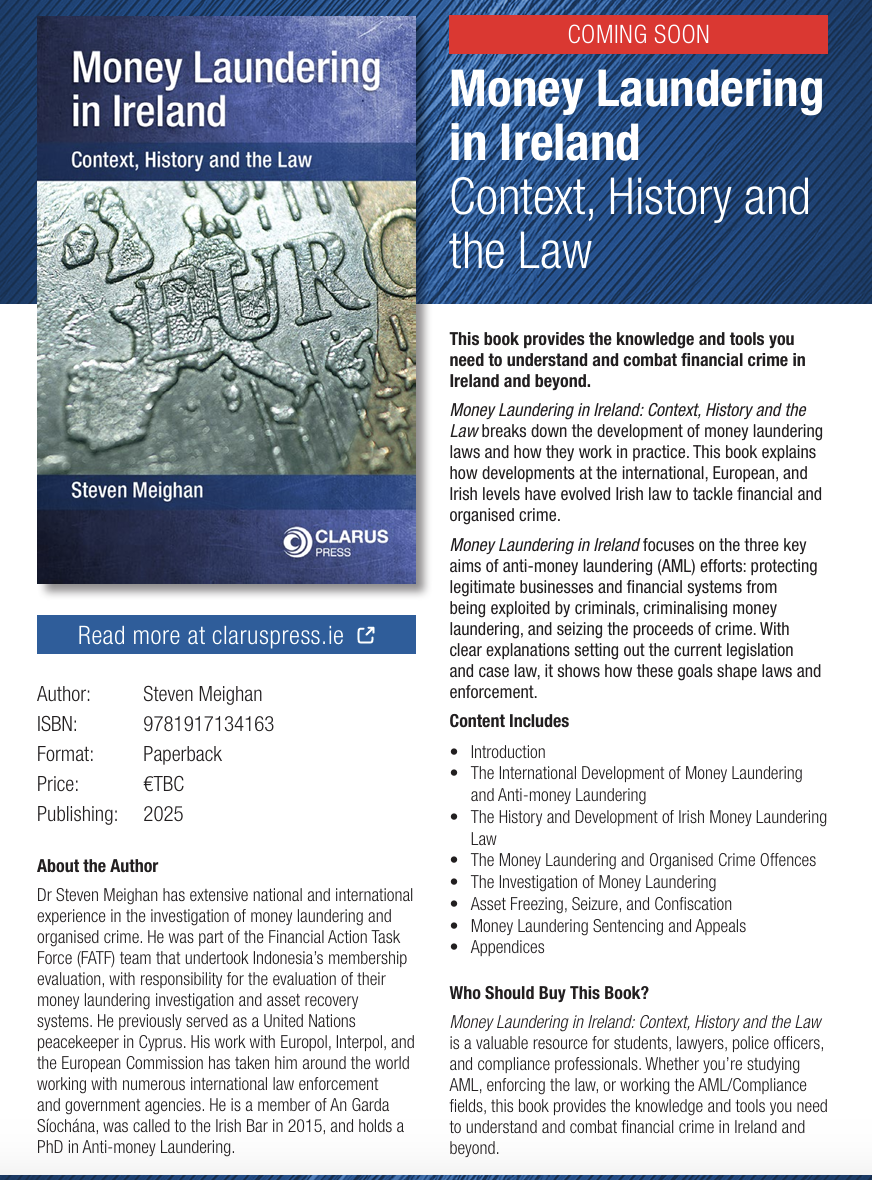 Money Laundering
in Ireland
Context, History and the Law
EURO
Steven Meighan
CLARUS
PRESS
Read more at claruspress.ie
Author: Steven Meighan
ISBN: 9781917134163
Format: Paperback
Price: €TBC
Publishing: 2025
About the Author
Dr Steven Meighan has extensive national and international
experience in the investigation of money laundering and
organised crime. He was part of the Financial Action Task
Force (FATF) team that undertook Indonesia’s membership
evaluation, with responsibility for the evaluation of their
money laundering investigation and asset recovery
systems. He previously served as a United Nations
peacekeeper in Cyprus. His work with Europol, Interpol, and
the European Commission has taken him around the world
working with numerous international law enforcement
and government agencies. He is a member of An Garda
Síochána, was called to the Irish Bar in 2015, and holds a
PhD in Anti-money Laundering.
COMING SOON
Money Laundering
in Ireland
Context, History and
the Law
This book provides the knowledge and tools you
need to understand and combat financial crime in
Ireland and beyond.
Money Laundering in Ireland: Context, History and the
Law breaks down the development of money laundering
laws and how they work in practice. This book explains
how developments at the international, European, and
Irish levels have evolved Irish law to tackle financial and
organised crime.
Money Laundering in Ireland focuses on the three key
aims of anti-money laundering (AML) efforts: protecting
legitimate businesses and financial systems from
being exploited by criminals, criminalising money
laundering, and seizing the proceeds of crime. With
clear explanations setting out the current legislation
and case law, it shows how these goals shape laws and
enforcement.
Content Includes
• Introduction
• The International Development of Money Laundering
and Anti-money Laundering
• The History and Development of Irish Money Laundering
Law
• The Money Laundering and Organised Crime Offences
• The Investigation of Money Laundering
• Asset Freezing, Seizure, and Confiscation
• Money Laundering Sentencing and Appeals
• Appendices
Who Should Buy This Book?
Money Laundering in Ireland: Context, History and the Law
is a valuable resource for students, lawyers, police officers,
and compliance professionals. Whether you’re studying
AML, enforcing the law, or working the AML/Compliance
fields, this book provides the knowledge and tools you need
to understand and combat financial crime in Ireland and
beyond.